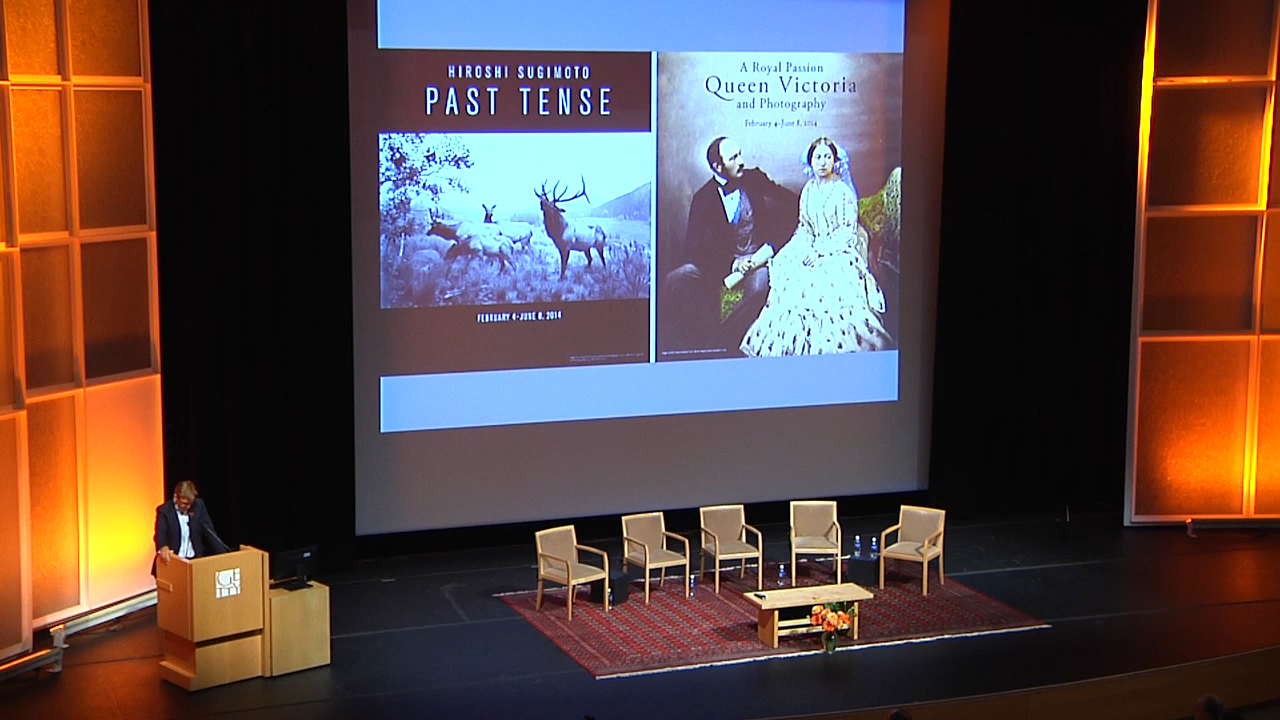 HIROSHI SUGIMOTO
PAST TENSE
FEBRUARY 4–JUNE 8, 2014
A Royal Passion
Queen Victoria
and Photography
February 4–June 8, 2014
GETTY